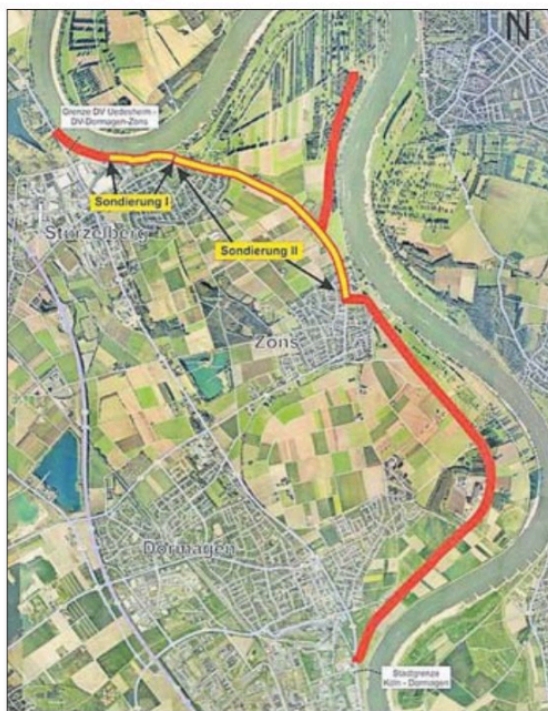 N
Grenze DV Uedesheim -
DV-Dormagen-Zons
Sondierung I
Stürzelberg
Sondierung II
Zons
Dormagen
Stadtgrenze
Köln - Dormagen